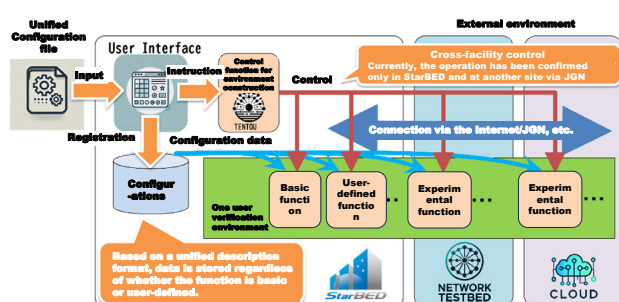 Unified
Configuration
file
External environment
User Interface
Control
function for
environment
construction
TENTOU
Input
Instruction
Control
Cross-facility control
Currently, the operation has been confirmed
only in StarBED and at another site via JGN
Registration
Configuration data
Connection via the Internet/JGN, etc.
Configur
-ations
Basic
functi
on
User-
defined
functio
n
..
Experim
ental
function
...
Experim
ental
function
...
One user
verification
environment
Based on a unified description
format, data is stored regardless
of whether the function is basic
or user-defined.
StarBED
NETWORK
TESTBED
CLOUD